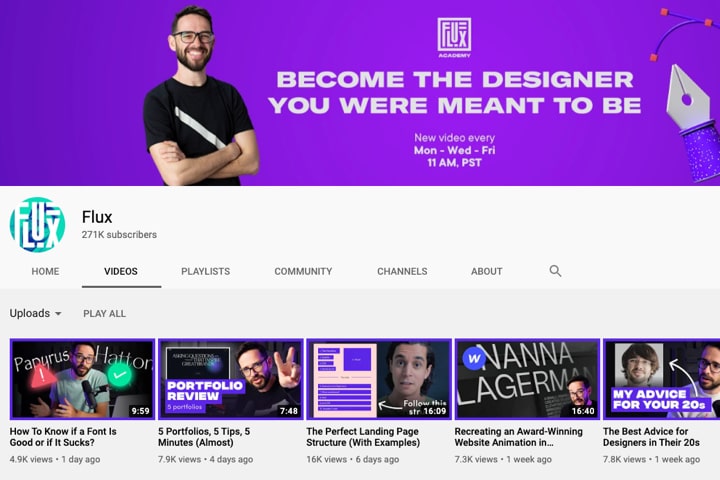 FLUX
ACADEMY
BECOME THE DESIGNER
YOU WERE MEANT TO BE
New video every
Mon - Wed - Fri
11 AM, PST
FLUX
Flux
271K subscribers
HOME
VIDEOS
PLAYLISTS
COMMUNITY
CHANNELS
ABOUT
Uploads
PLAY ALL
Papyrus Hatton
9:59
ASKING QUESTIONS
GREAT BRANDS
PORTFOLIO
REVIEW
5 portfolios
7:48
Follow this
str
16:09
W
NANNA
LAGERMAN
16:40
MY ADVICE
FOR YOUR 20s
How To Know if a Font Is
Good or if It Sucks?
4.9K views • 1 day ago
5 Portfolios, 5 Tips, 5
Minutes (Almost)
7.9K views • 4 days ago
The Perfect Landing Page
Structure (With Examples)
16K views • 6 days ago
Recreating an Award-Winning
Website Animation in...
7.3K views • 1 week ago
The Best Advice for
Designers in Their 20s
7.8K views • 1 week ago